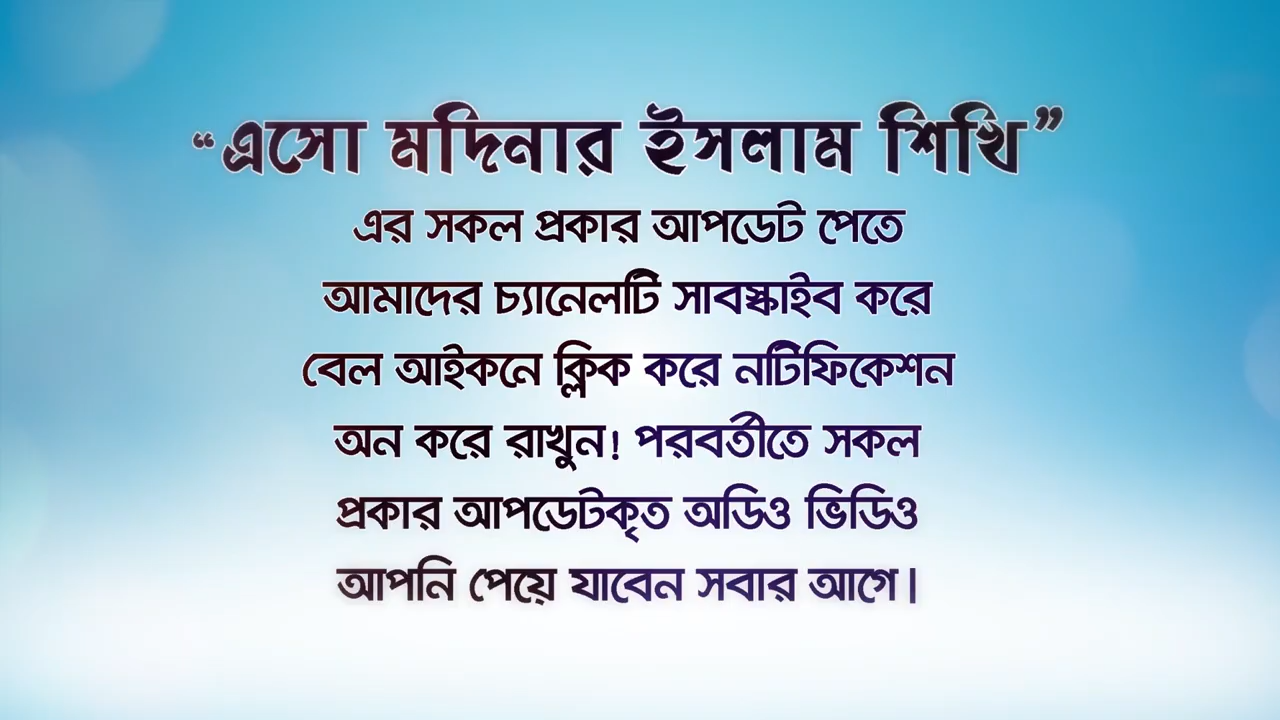 “এসো মদিনার ইসলাম শিখি”
এর সকল প্রকার আপডেট পেতে
আমাদের চ্যানেলটি সাবস্ক্রাইব করে
বেল আইকনে ক্লিক করে নটিফিকেশন
অন করে রাখুন! পরবর্তীতে সকল
প্রকার আপডেটকৃত অডিও ভিডিও
আপনি পেয়ে যাবেন সবার আগে।